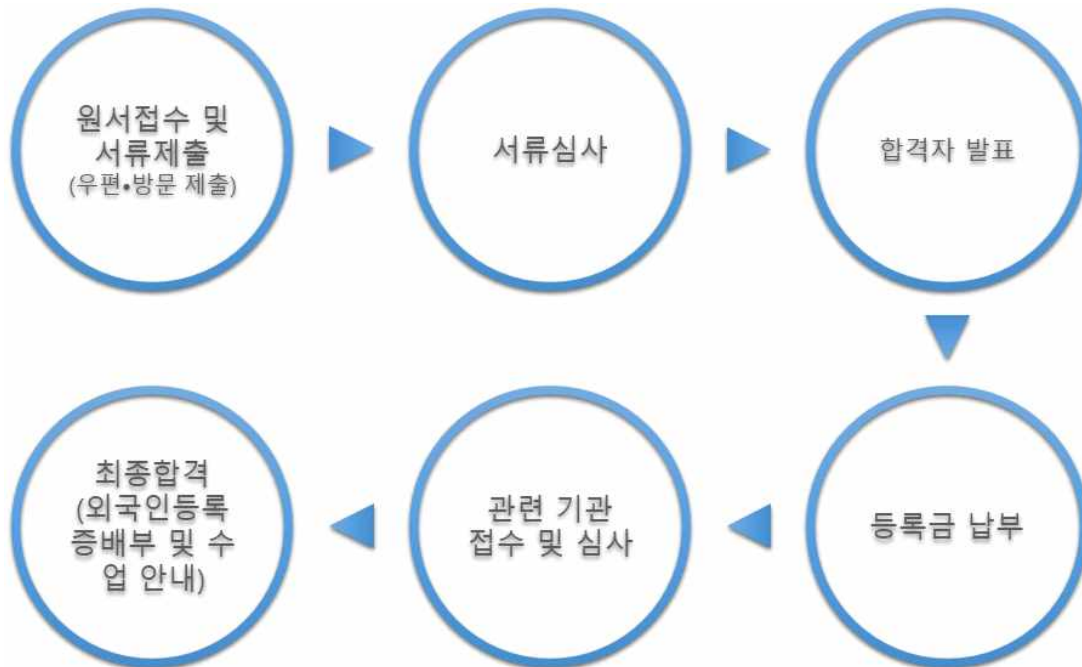 원서접수 및
서류제출
(우편•방문 제출)
서류심사
합격자 발표
등록금 납부
관련 기관
접수 및 심사
최종합격
(외국인등록
증배부 및 수
업 안내)